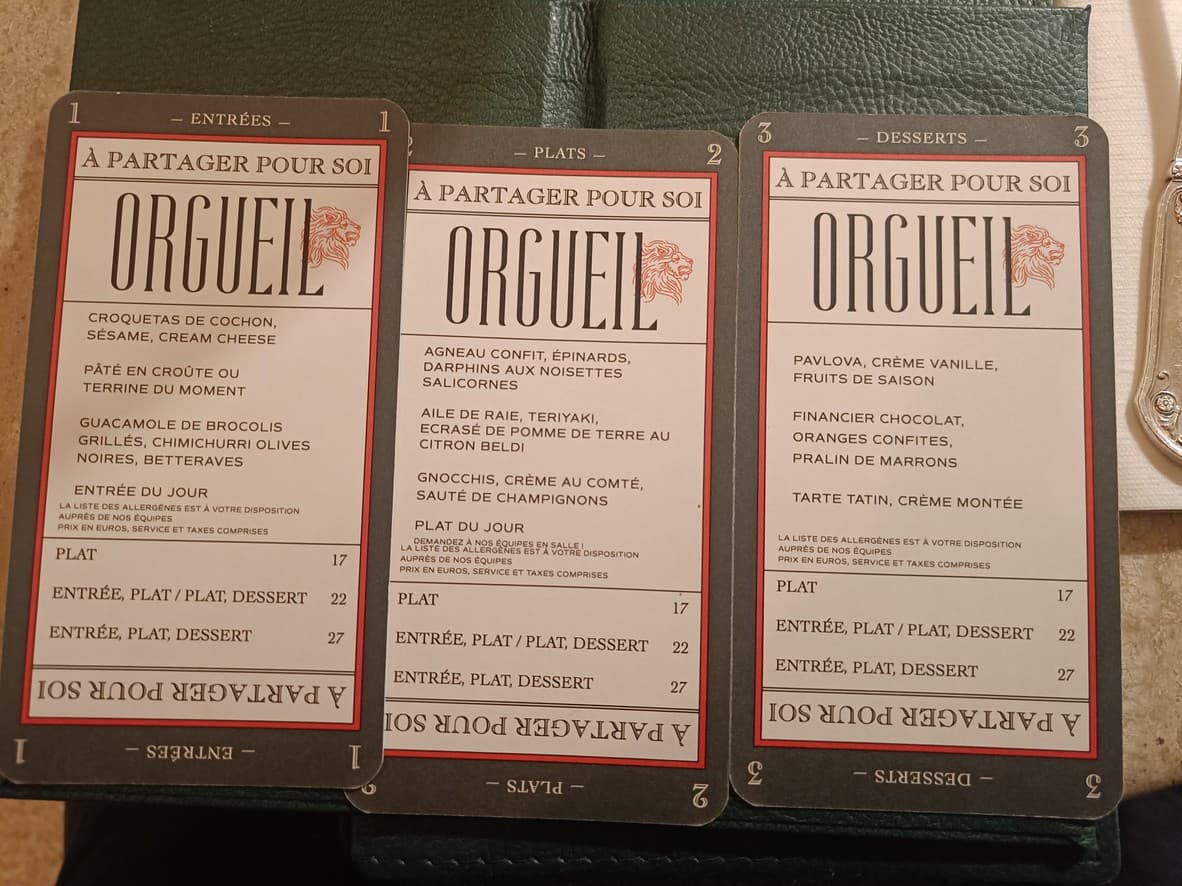 1 – ENTRÉES – 1
À PARTAGER POUR SOI
ORGUEIL
CROQUETAS DE COCHON,
SÉSAME, CREAM CHEESE
PÂTÉ EN CROÛTE OU
TERRINE DU MOMENT
GUACAMOLE DE BROCOLIS
GRILLÉS, CHIMICHURRI OLIVES
NOIRES, BETTERAVES
ENTRÉE DU JOUR
LA LISTE DES ALLERGÈNES EST À VOTRE DISPOSITION
AUPRÈS DE NOS ÉQUIPES
PRIX EN EUROS, SERVICE ET TAXES COMPRISES
PLAT 17
ENTRÉE, PLAT / PLAT, DESSERT 22
ENTRÉE, PLAT, DESSERT 27
À PARTAGER POUR SOI
1 – ENTRÉES – 1
2 – PLATS – 2
À PARTAGER POUR SOI
ORGUEIL
AGNEAU CONFIT, ÉPINARDS,
DARPHINS AUX NOISETTES
SALICORNES
AILE DE RAIE, TERIYAKI,
ECRASÉ DE POMME DE TERRE AU
CITRON BELDI
GNOCCHIS, CRÈME AU COMTÉ,
SAUTÉ DE CHAMPIGNONS
PLAT DU JOUR
DEMANDEZ À NOS ÉQUIPES EN SALLE !
LA LISTE DES ALLERGÈNES EST À VOTRE DISPOSITION
AUPRÈS DE NOS ÉQUIPES
PRIX EN EUROS, SERVICE ET TAXES COMPRISES
PLAT 17
ENTRÉE, PLAT / PLAT, DESSERT 22
ENTRÉE, PLAT, DESSERT 27
À PARTAGER POUR SOI
2 – PLATS – 2
3 – DESSERTS – 3
À PARTAGER POUR SOI
ORGUEIL
PAVLOVA, CRÈME VANILLE,
FRUITS DE SAISON
FINANCIER CHOCOLAT,
ORANGES CONFITES,
PRALIN DE MARRONS
TARTE TATIN, CRÈME MONTÉE
LA LISTE DES ALLERGÈNES EST À VOTRE DISPOSITION
AUPRÈS DE NOS ÉQUIPES
PRIX EN EUROS, SERVICE ET TAXES COMPRISES
PLAT 17
ENTRÉE, PLAT / PLAT, DESSERT 22
ENTRÉE, PLAT, DESSERT 27
À PARTAGER POUR SOI
3 – DESSERTS – 3